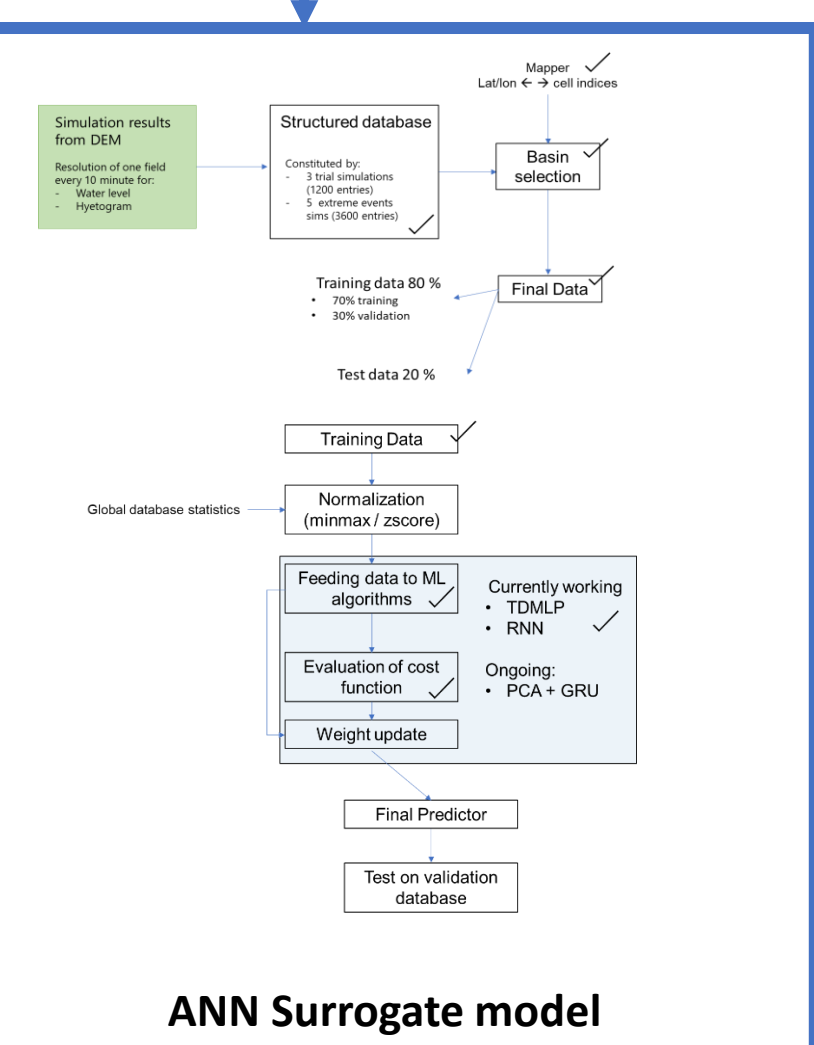 Mapper
Lat/lon ← → cell indices
Simulation results
from DEM
Resolution of one field
every 10 minute for:
- Water level
- Hyetogram
Structured database
Constituted by:
- 3 trial simulations
(1200 entries)
- 5 extreme events
sims (3600 entries)
Basin
selection
Final Data
Training data 80 %
• 70% training
• 30% validation
Test data 20 %
Training Data
Global database statistics
Normalization
(minmax / zscore)
Feeding data to ML
algorithms
Currently working
• TDMLP
• RNN
Evaluation of cost
function
Ongoing:
• PCA + GRU
Weight update
Final Predictor
Test on validation
database
ANN Surrogate model